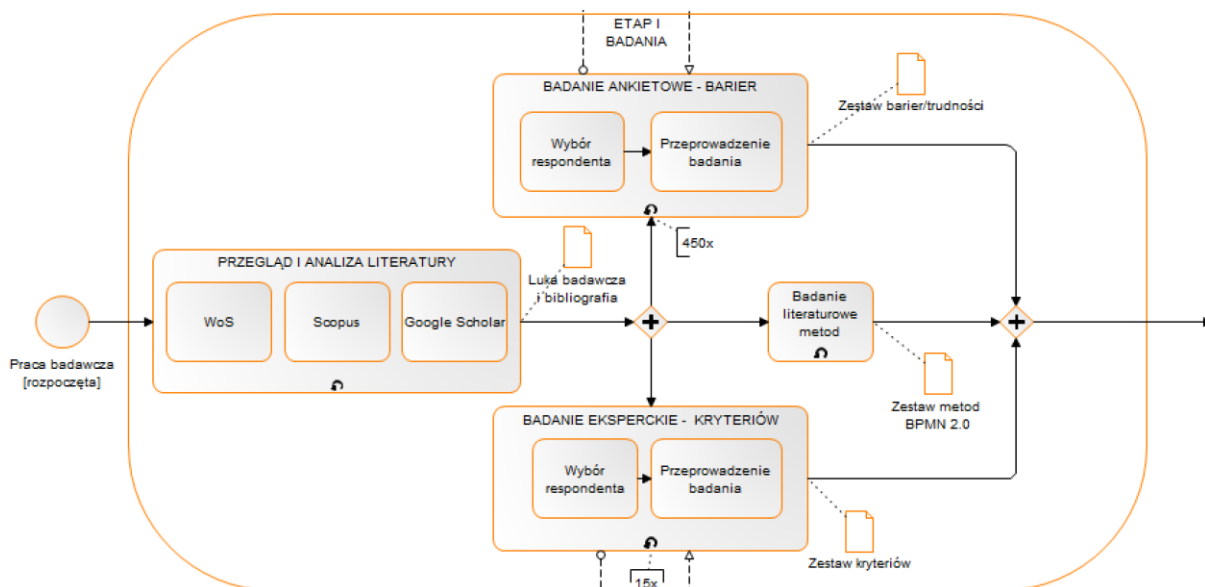 ETAP I
BADANIA
BADANIE ANKIETOWE - BARIER
Wybór
respondenta
Przeprowadzenie
badania
450x
Zestaw barier/trudności
PRZEGLĄD I ANALIZA LITERATURY
WoS
Scopus
Google Scholar
Luka badawcza
i bibliografia
Praca badawcza
[rozpoczęta]
Badanie
literaturowe
metod
Zestaw metod
BPMN 2.0
BADANIE EKSPERCKIE - KRYTERIÓW
Wybór
respondenta
Przeprowadzenie
badania
15x
Zestaw kryteriów